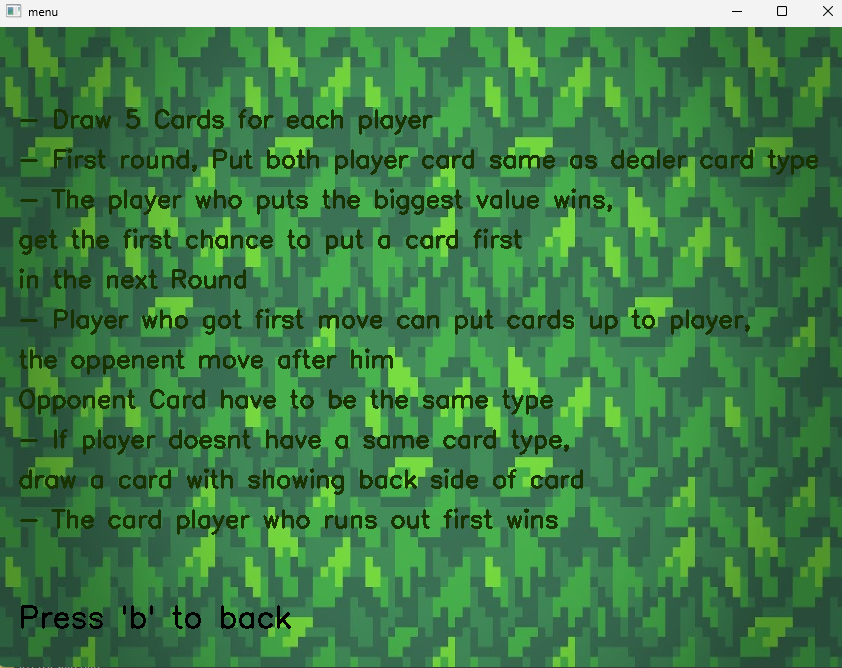 menu
- Draw 5 Cards for each player
- First round, Put both player card same as dealer card type
- The player who puts the biggest value wins,
get the first chance to put a card first
in the next Round
- Player who got first move can put cards up to player,
the oppenent move after him
Opponent Card have to be the same type
- If player doesnt have a same card type,
draw a card with showing back side of card
- The card player who runs out first wins
Press 'b' to back